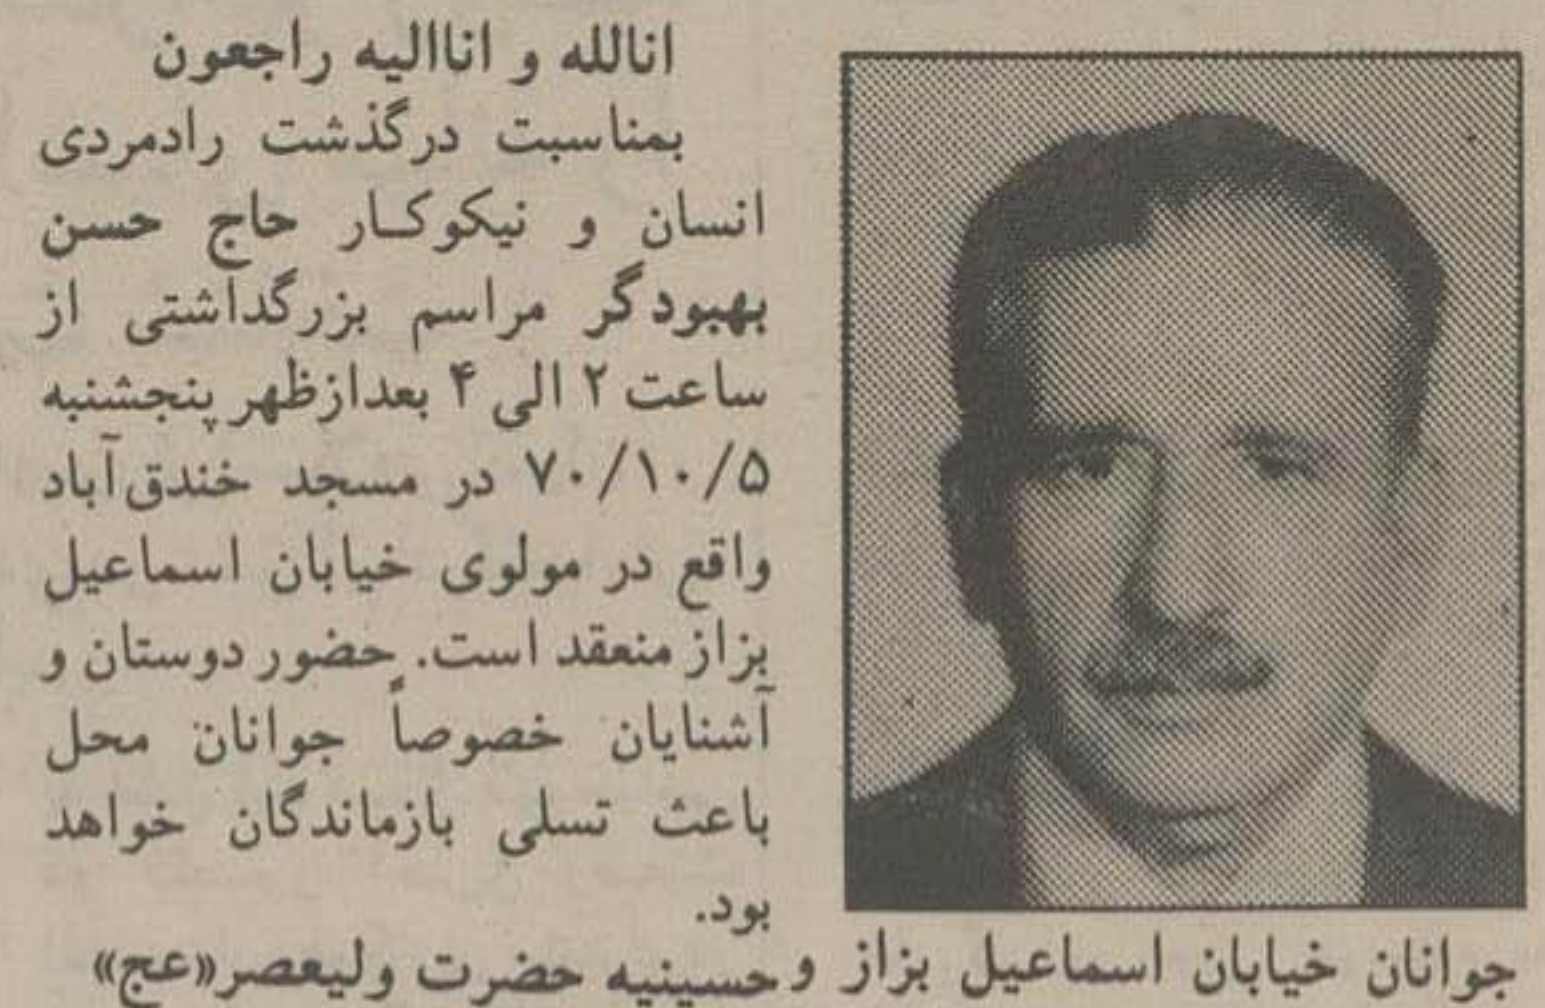 انالله و اناالیه راجعون
بمناسبت درگذشت رادمردی
انسان و نیکوکـار حاج حسن
بهبودگر مراسم بزرگداشتی از
ساعت ۲ الی ۴ بعدازظهر پنجشنبه
۷۰/۱۰/۵ در مسجد خندق‌آباد
واقع در مولوی خیابان اسماعیل
بزاز منعقد است. حضور دوستان و
آشنایان خصوصاً جوانان محل
باعث تسلی بازماندگان خواهد
بود.
جوانان خیابان اسماعیل بزاز و حسینیه حضرت ولیعصر«عج»